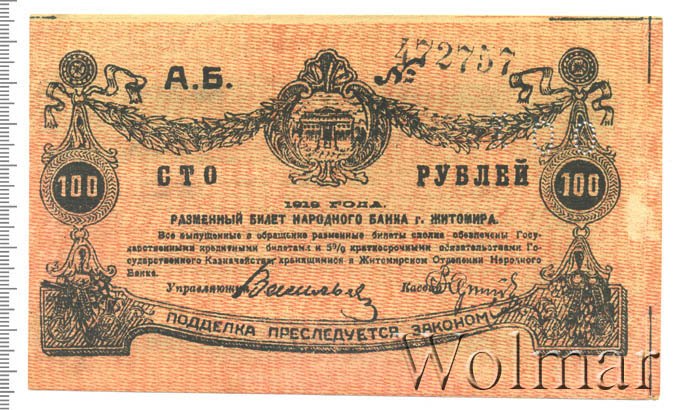 А.Б.
№ 472757
100
СТО РУБЛЕЙ
100
1919 ГОДА.
РАЗМЕННЫЙ БИЛЕТ НАРОДНОГО БАНКА г. ЖИТОМИРА.
Все выпущенные в обращение разменные билеты сполна обезпечены Госу-
дарственными кредитными билетами и 5% краткосрочными обязательствами Го-
сударственного Казначейства хранящимися в Житомирском Отделении Народного
Банка.
Управляющий Васильев
Кассир
ПОДДЕЛКА ПРЕСЛЕДУЕТСЯ ЗАКОНОМ
Wolmar